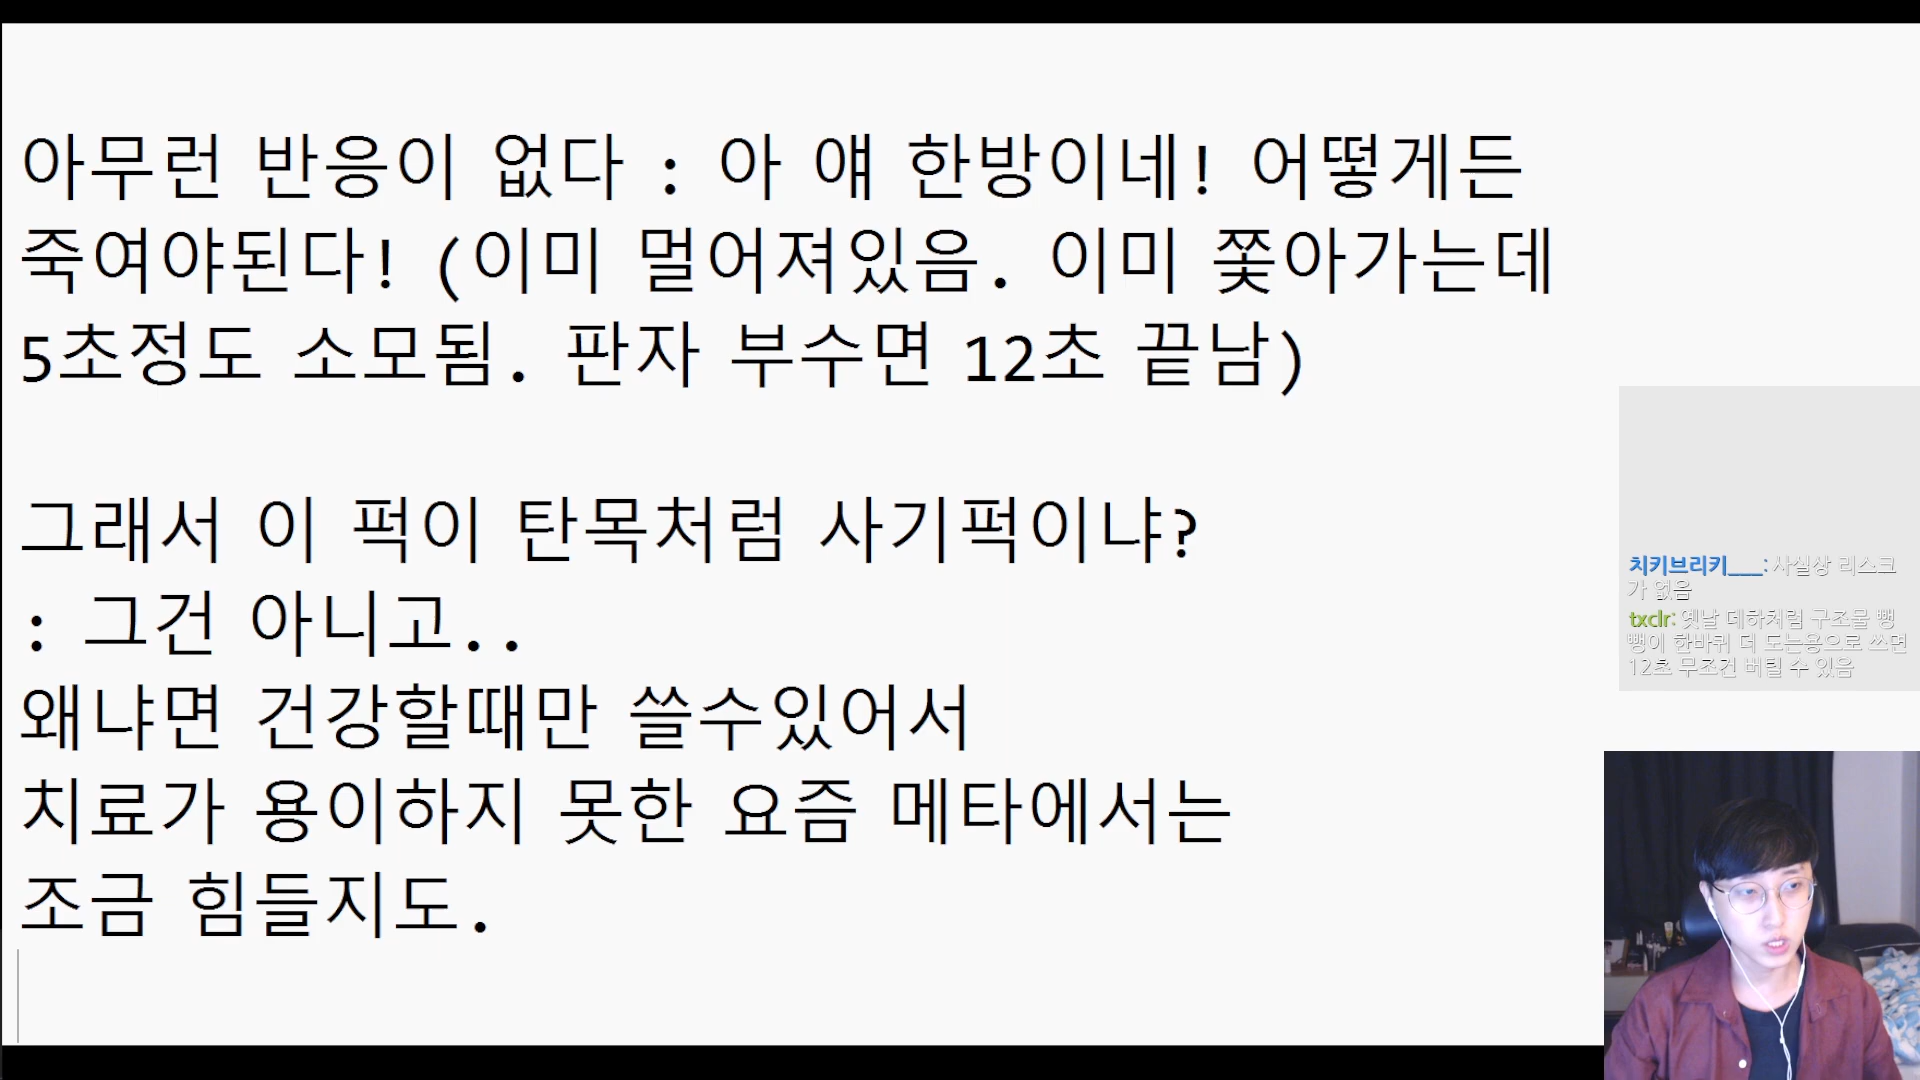 아무런 반응이 없다 : 아 얘 한방이네! 어떻게든
죽여야된다! (이미 멀어져있음. 이미 쫓아가는데
5초정도 소모됨. 판자 부수면 12초 끝남)
그래서 이 퍽이 탄목처럼 사기퍽이냐?
: 그건 아니고..
왜냐면 건강할때만 쓸수있어서
치료가 용이하지 못한 요즘 메타에서는
조금 힘들지도.
치키브리키___: 사실상 리스크
가 없음
txclr: 옛날 데하처럼 구조물 뺑
뺑이 한바퀴 더 도는용으로 쓰면
12초 무조건 버틸 수 있음